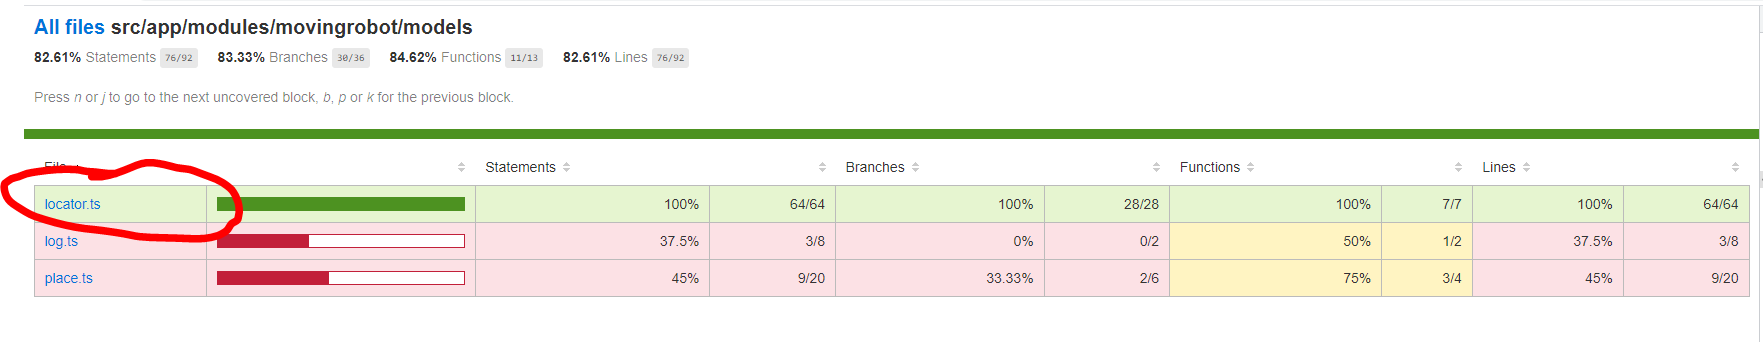 All files src/app/modules/movingrobot/models
82.61% Statements 76/92 83.33% Branches 30/36 84.62% Functions 11/13 82.61% Lines 76/92
Press n or j to go to the next uncovered block, b, p or k for the previous block.
File Statements Branches Functions Lines
locator.ts 100% 64/64 100% 28/28 100% 7/7 100% 64/64
log.ts 37.5% 3/8 0% 0/2 50% 1/2 37.5% 3/8
place.ts 45% 9/20 33.33% 2/6 75% 3/4 45% 9/20